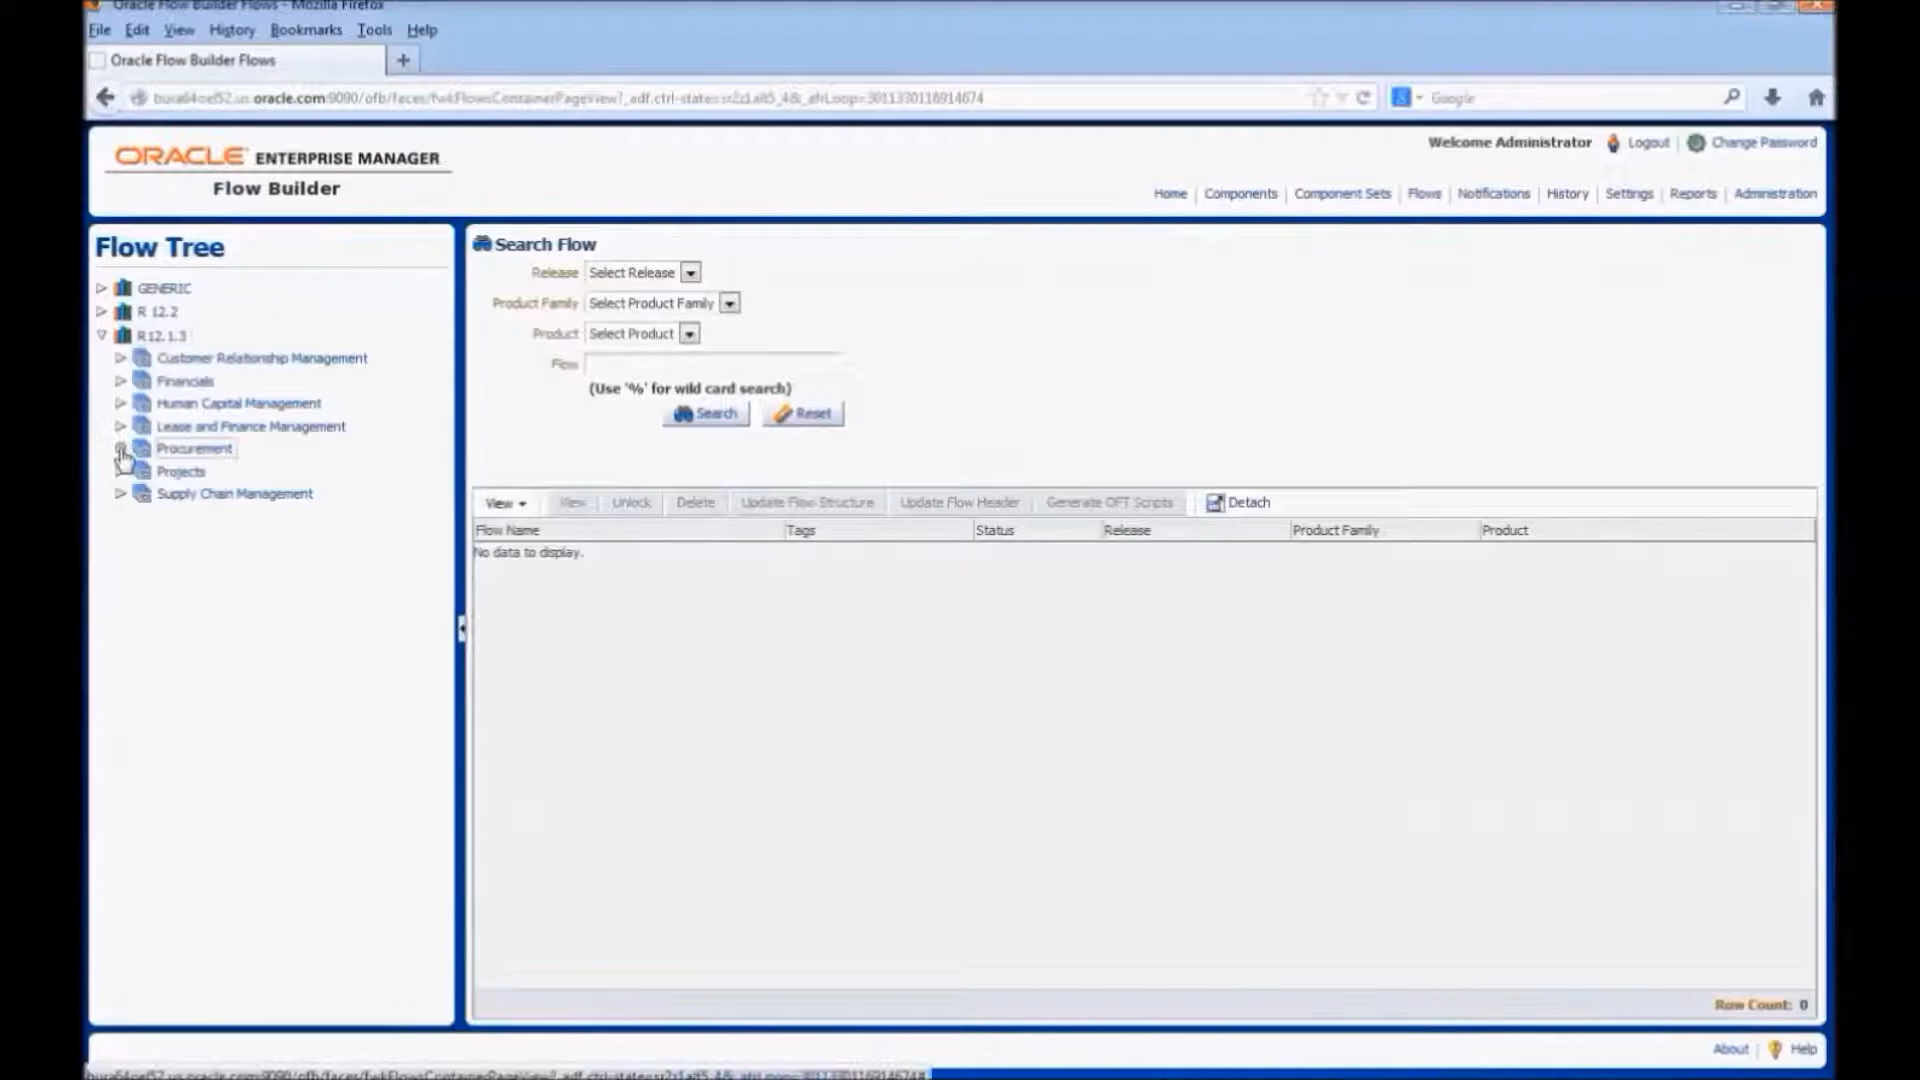 Oracle Flow Builder Flows - Mozilla Firefox
File Edit View History Bookmarks Tools Help
Oracle Flow Builder Flows +
oracle.com:9090/ofb/faces/fwkFlowsContainerPageView?_adf.ctrl-state= Google
Welcome Administrator Logout | Change Password
ORACLE ENTERPRISE MANAGER
Flow Builder
Home | Components | Component Sets | Flows | Notifications | History | Settings | Reports | Administration
Flow Tree
GENERIC
R 12.2
R12.1.3
Customer Relationship Management
Financials
Human Capital Management
Lease and Finance Management
Procurement
Projects
Supply Chain Management
Search Flow
Release Select Release
Product Family Select Product Family
Product Select Product
Flow
(Use '%' for wild card search)
Search Reset
View View Unlock Delete Update Flow Structure Update Flow Header Generate OFT Scripts Detach
Flow Name Tags Status Release Product Family Product
No data to display.
Row Count: 0
About | Help